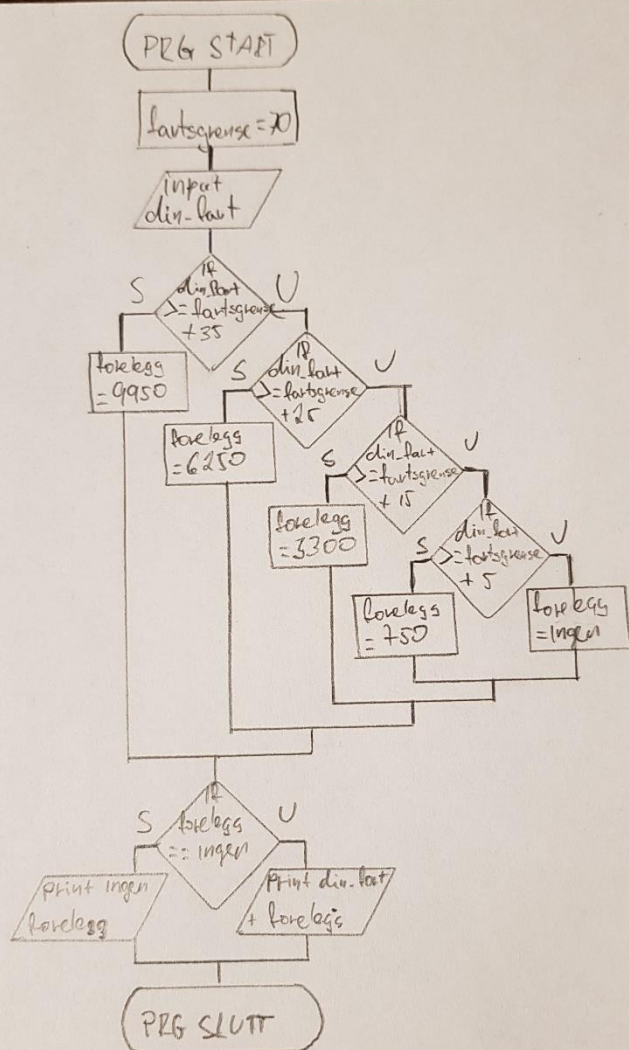 PRG START
fartsgrense = 70
input
din_fart
If
din_fart
>= fartsgrense
+ 35
S
U
forelegg
= 9950
If
din_fart
>= fartsgrense
+ 25
S
U
forelegg
= 6250
If
din_fart
>= fartsgrense
+ 15
S
U
forelegg
= 3300
If
din_fart
>= fartsgrense
+ 5
S
U
forelegg
= 750
forelegg
= ingen
If
forelegg
== ingen
S
U
print ingen
forelegg
print din_fart
+ forelegg
PRG SLUTT